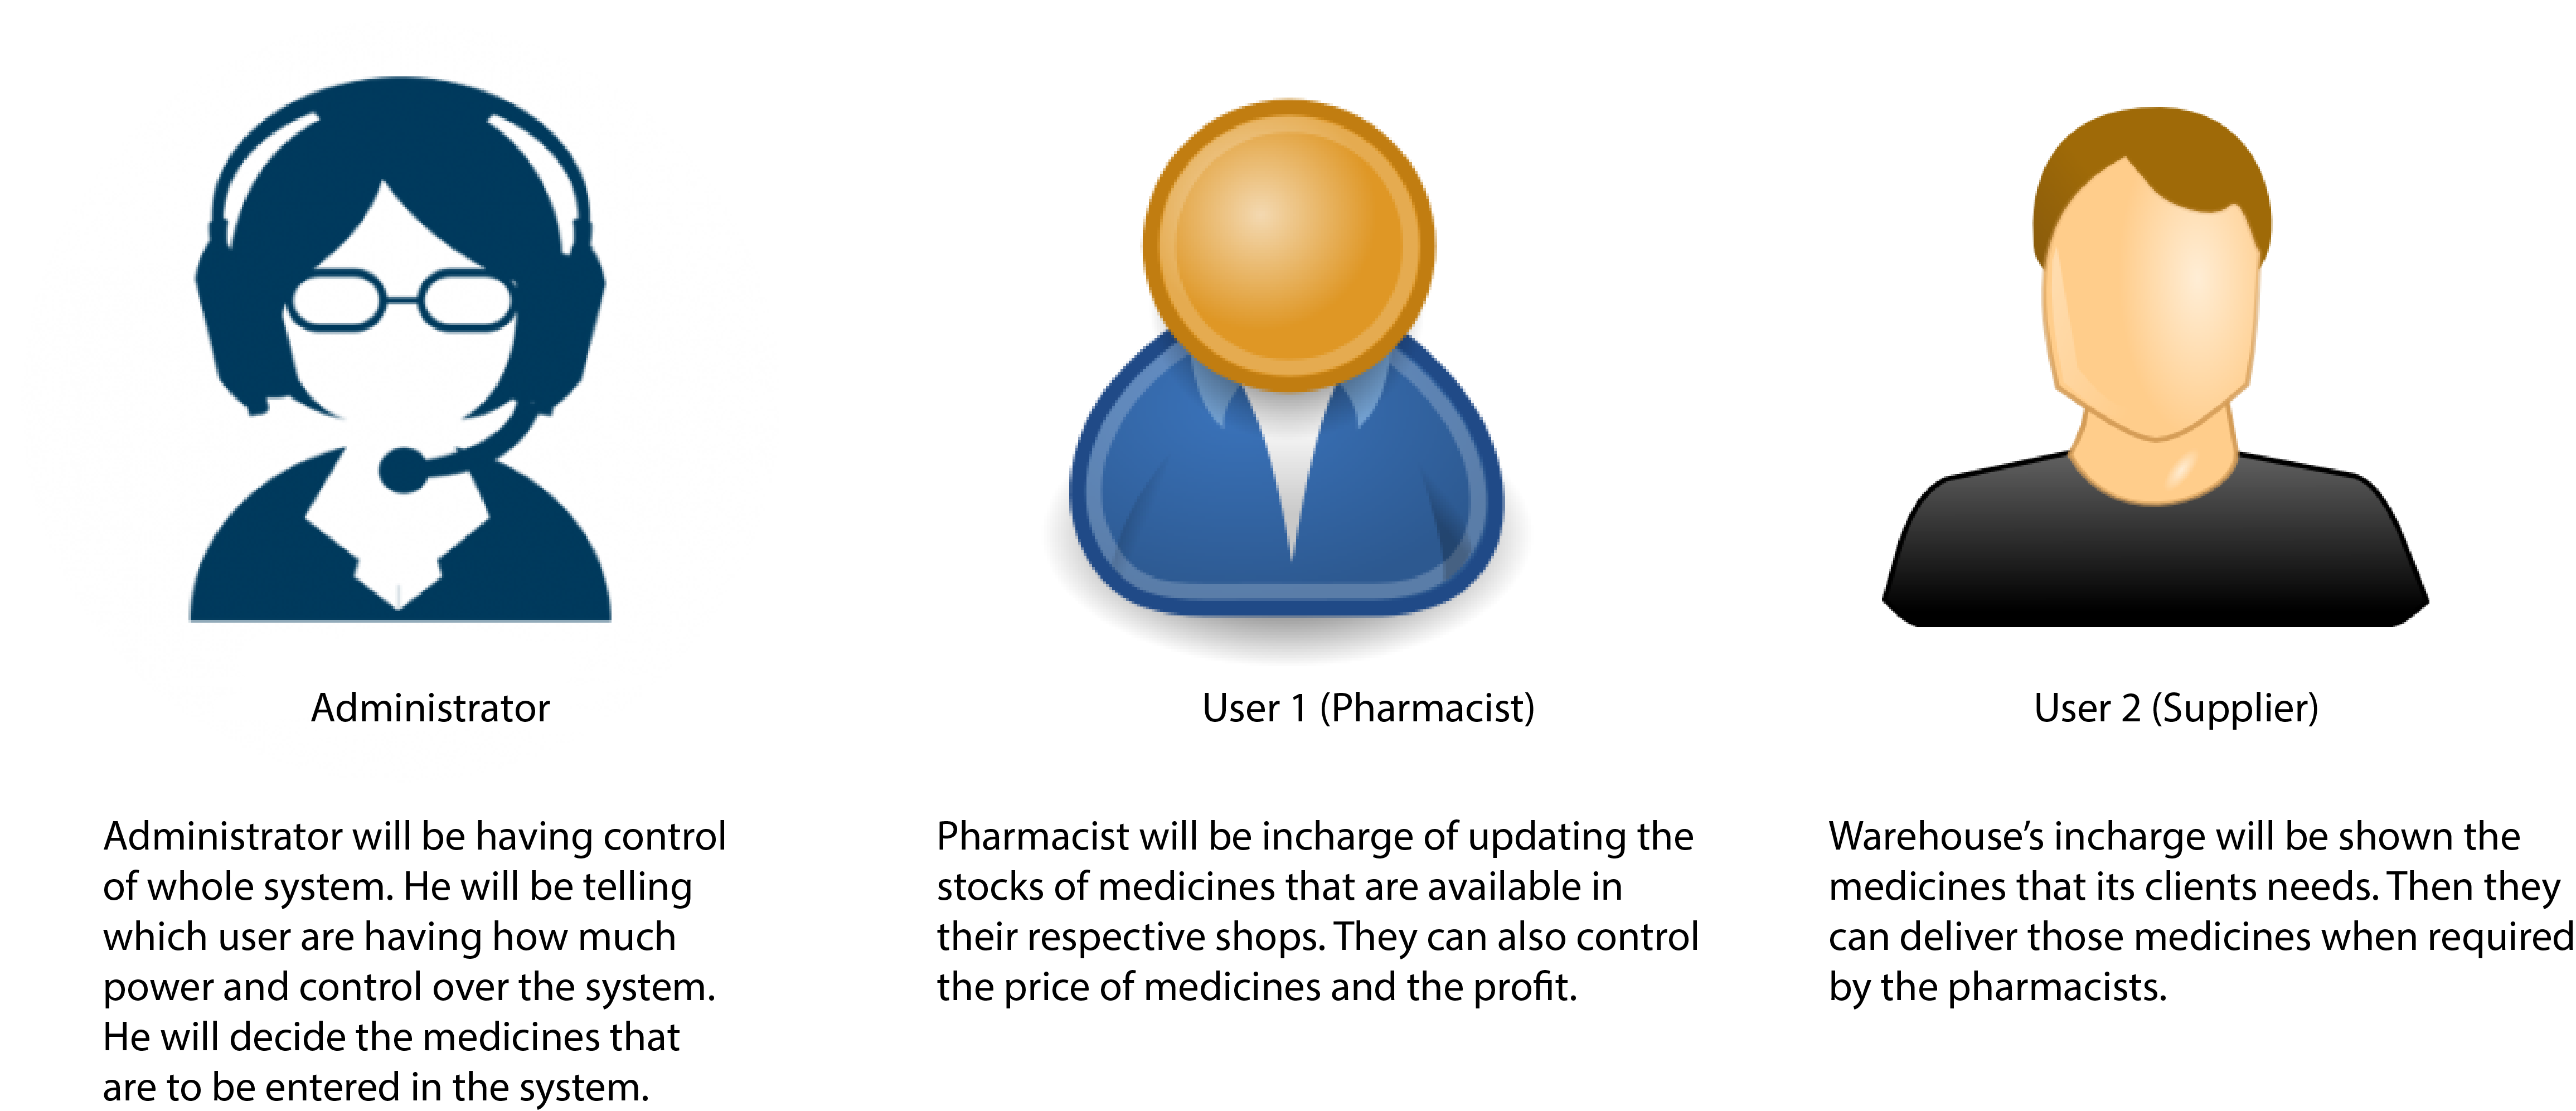 Administrator
Administrator will be having control
of whole system. He will be telling
which user are having how much
power and control over the system.
He will decide the medicines that
are to be entered in the system.
User 1 (Pharmacist)
Pharmacist will be incharge of updating the
stocks of medicines that are available in
their respective shops. They can also control
the price of medicines and the profit.
User 2 (Supplier)
Warehouse’s incharge will be shown the
medicines that its clients needs. Then they
can deliver those medicines when required
by the pharmacists.